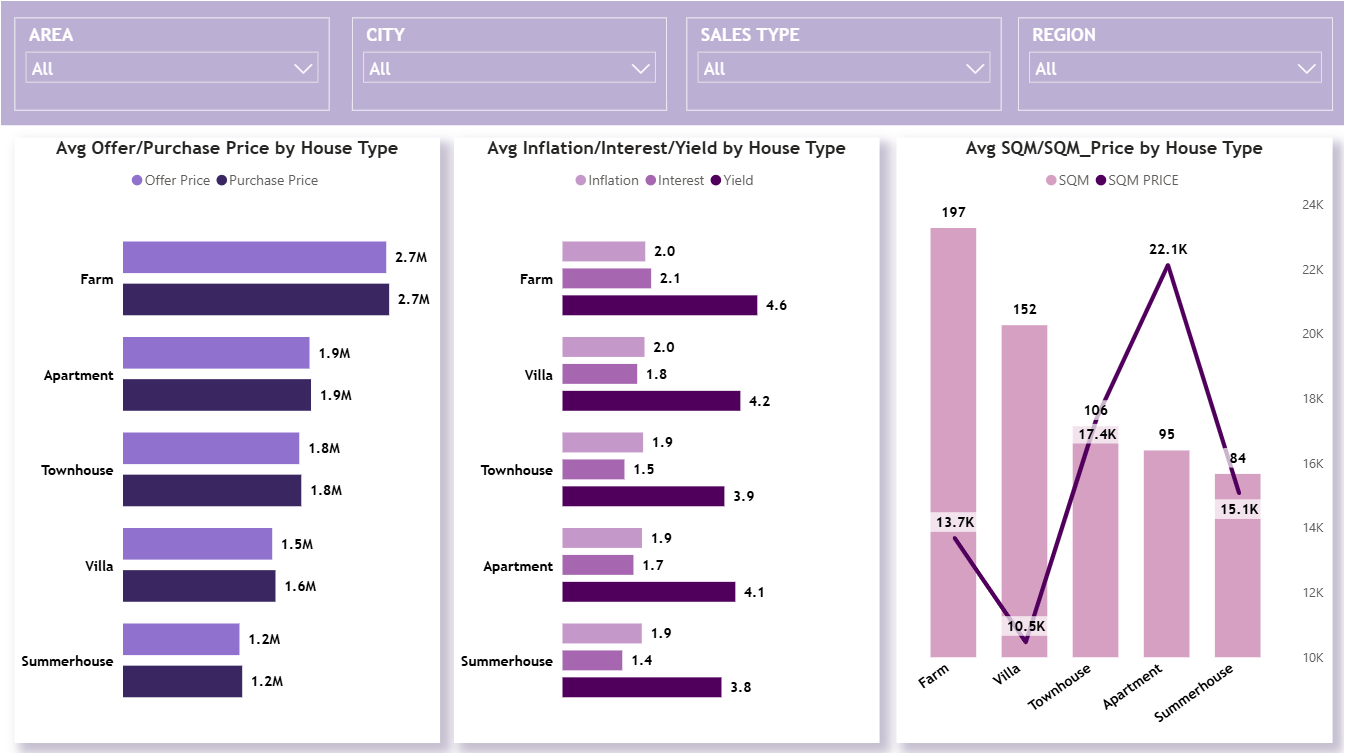 AREA
All
CITY
All
SALES TYPE
All
REGION
All
Avg Offer/Purchase Price by House Type
Offer Price Purchase Price
Farm
2.7M
2.7M
Apartment
1.9M
1.9M
Townhouse
1.8M
1.8M
Villa
1.5M
1.6M
Summerhouse
1.2M
1.2M
Avg Inflation/Interest/Yield by House Type
Inflation Interest Yield
Farm
2.0
2.1
4.6
Villa
2.0
1.8
4.2
Townhouse
1.9
1.5
3.9
Apartment
1.9
1.7
4.1
Summerhouse
1.9
1.4
3.8
Avg SQM/SQM_Price by House Type
SQM SQM PRICE
197
152
106
95
84
13.7K
10.5K
17.4K
22.1K
15.1K
24K
22K
20K
18K
16K
14K
12K
10K
Farm
Villa
Townhouse
Apartment
Summerhouse